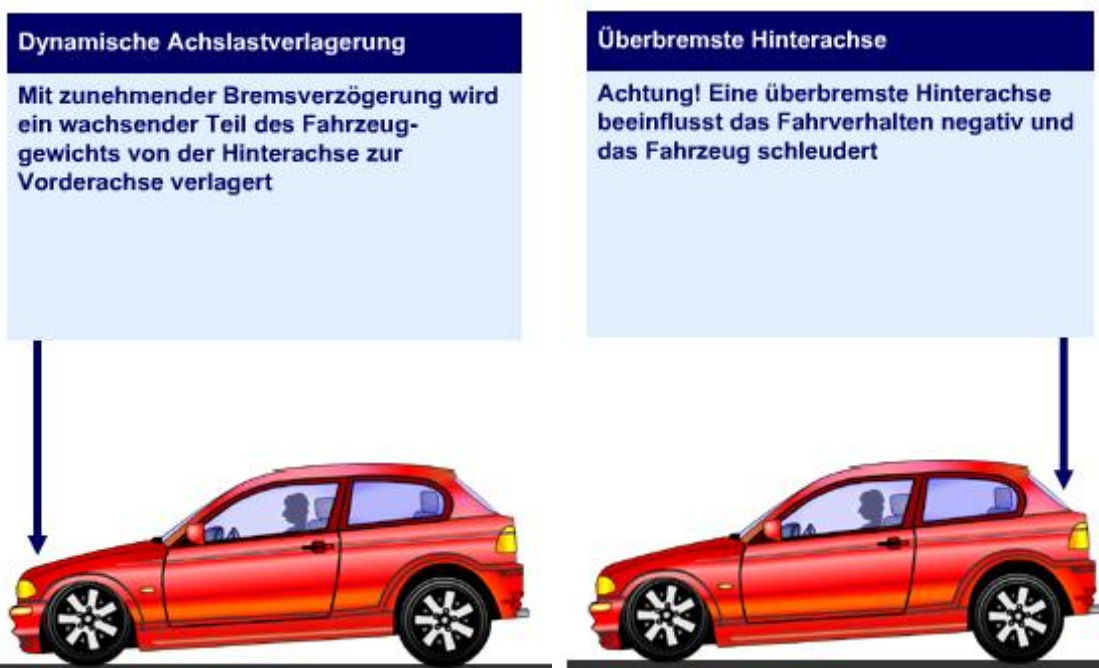 Dynamische Achslastverlagerung
Mit zunehmender Bremsverzögerung wird
ein wachsender Teil des Fahrzeug-
gewichts von der Hinterachse zur
Vorderachse verlagert
Überbremste Hinterachse
Achtung! Eine überbremste Hinterachse
beeinflusst das Fahrverhalten negativ und
das Fahrzeug schleudert